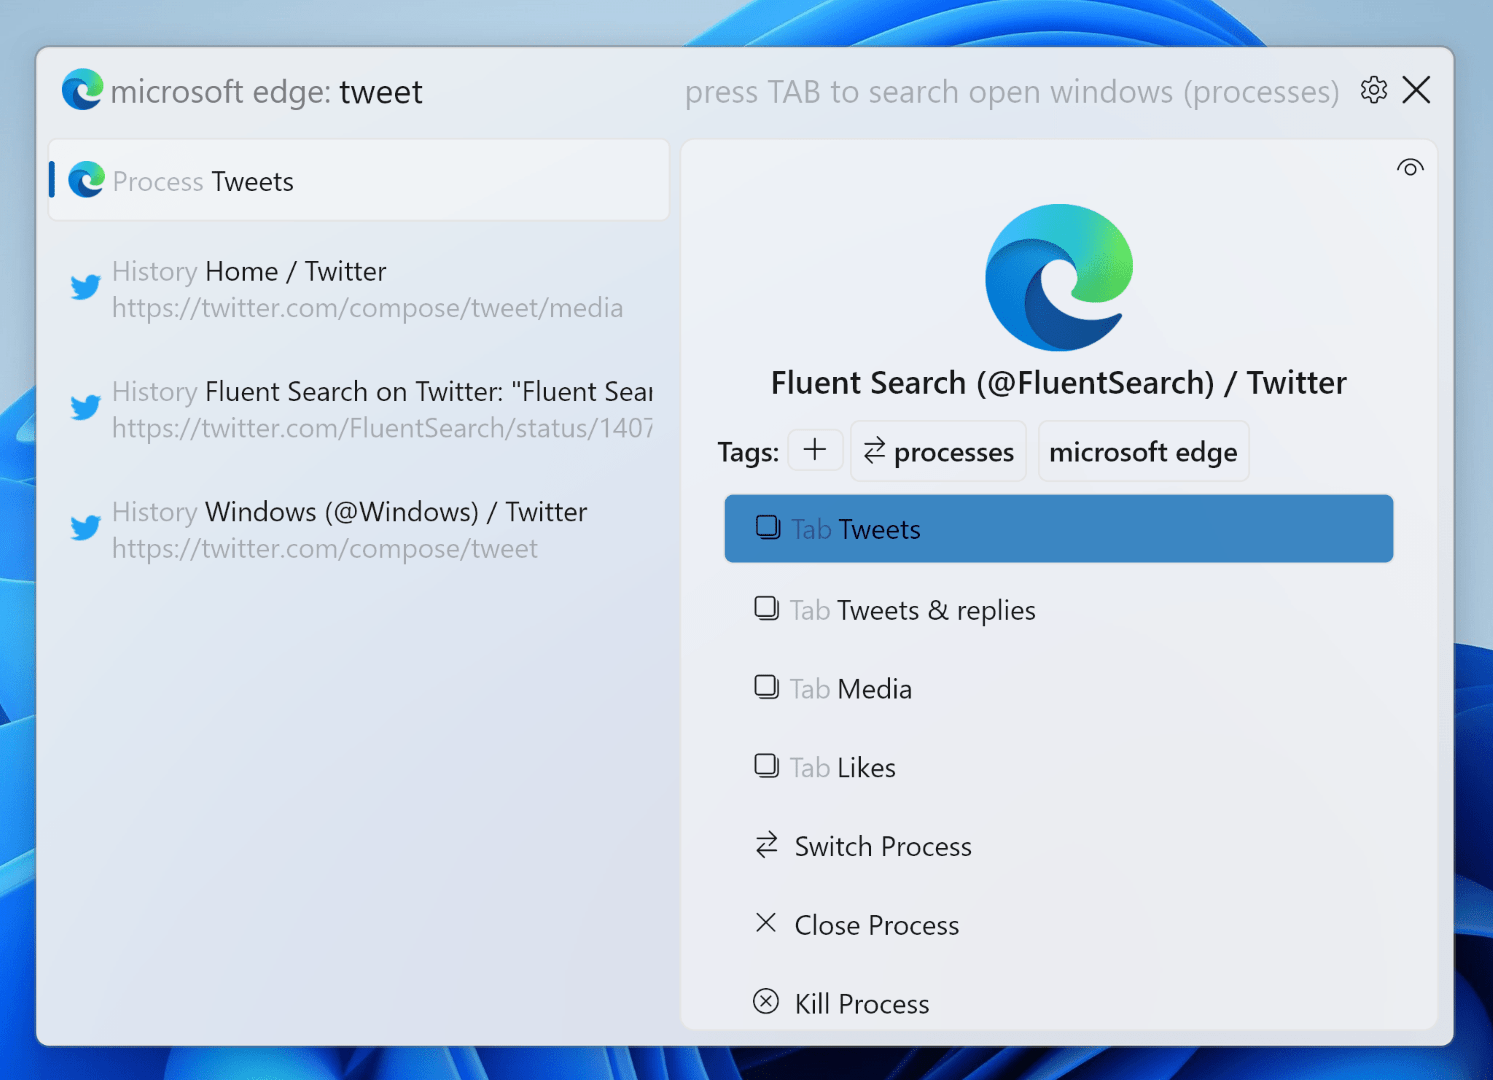 microsoft edge: tweet
press TAB to search open windows (processes)
Process Tweets
History Home / Twitter
https://twitter.com/compose/tweet/media
History Fluent Search on Twitter: "Fluent Sear
https://twitter.com/FluentSearch/status/1407
History Windows (@Windows) / Twitter
https://twitter.com/compose/tweet
Fluent Search (@FluentSearch) / Twitter
Tags: processes microsoft edge
Tab Tweets
Tab Tweets & replies
Tab Media
Tab Likes
Switch Process
Close Process
Kill Process